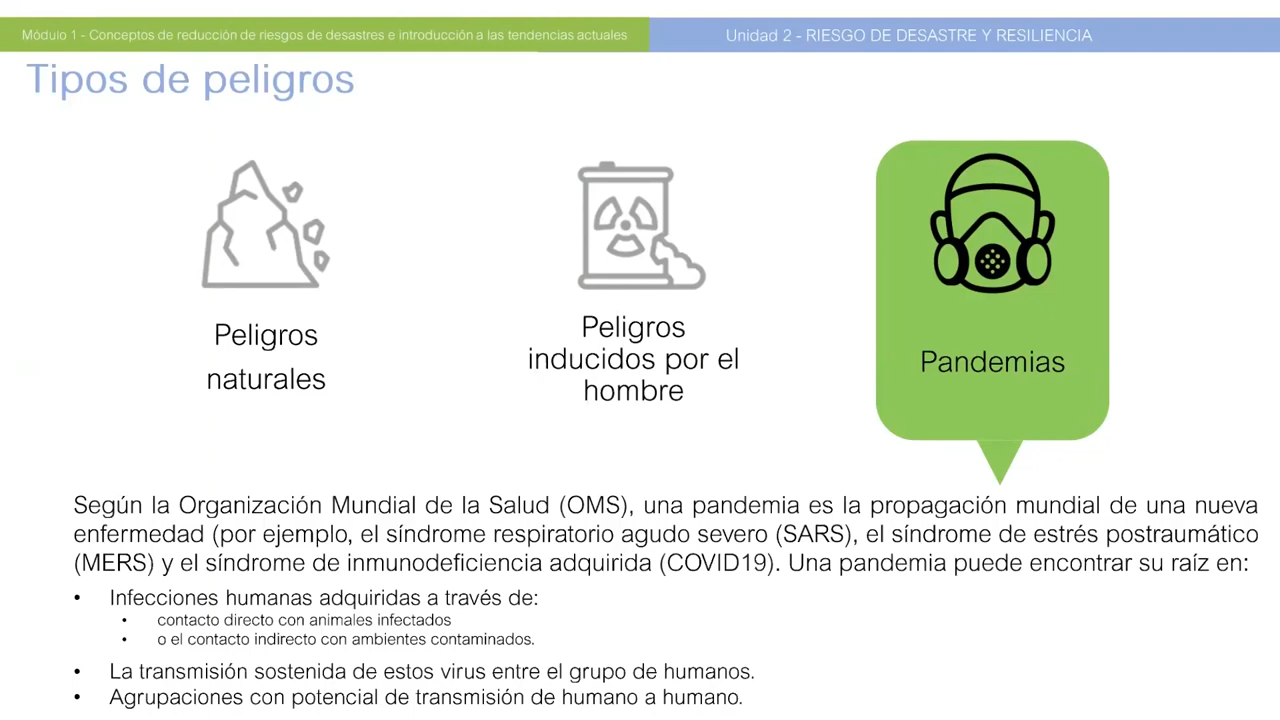 Módulo 1 - Conceptos de reducción de riesgos de desastres e introducción a las tendencias actuales
Unidad 2 - RIESGO DE DESASTRE Y RESILIENCIA
Tipos de peligros
Peligros
naturales
Peligros
inducidos por el
hombre
Pandemias
Según la Organización Mundial de la Salud (OMS), una pandemia es la propagación mundial de una nueva
enfermedad (por ejemplo, el síndrome respiratorio agudo severo (SARS), el síndrome de estrés postraumático
(MERS) y el síndrome de inmunodeficiencia adquirida (COVID19). Una pandemia puede encontrar su raíz en:
• Infecciones humanas adquiridas a través de:
• contacto directo con animales infectados
• o el contacto indirecto con ambientes contaminados.
• La transmisión sostenida de estos virus entre el grupo de humanos.
• Agrupaciones con potencial de transmisión de humano a humano.